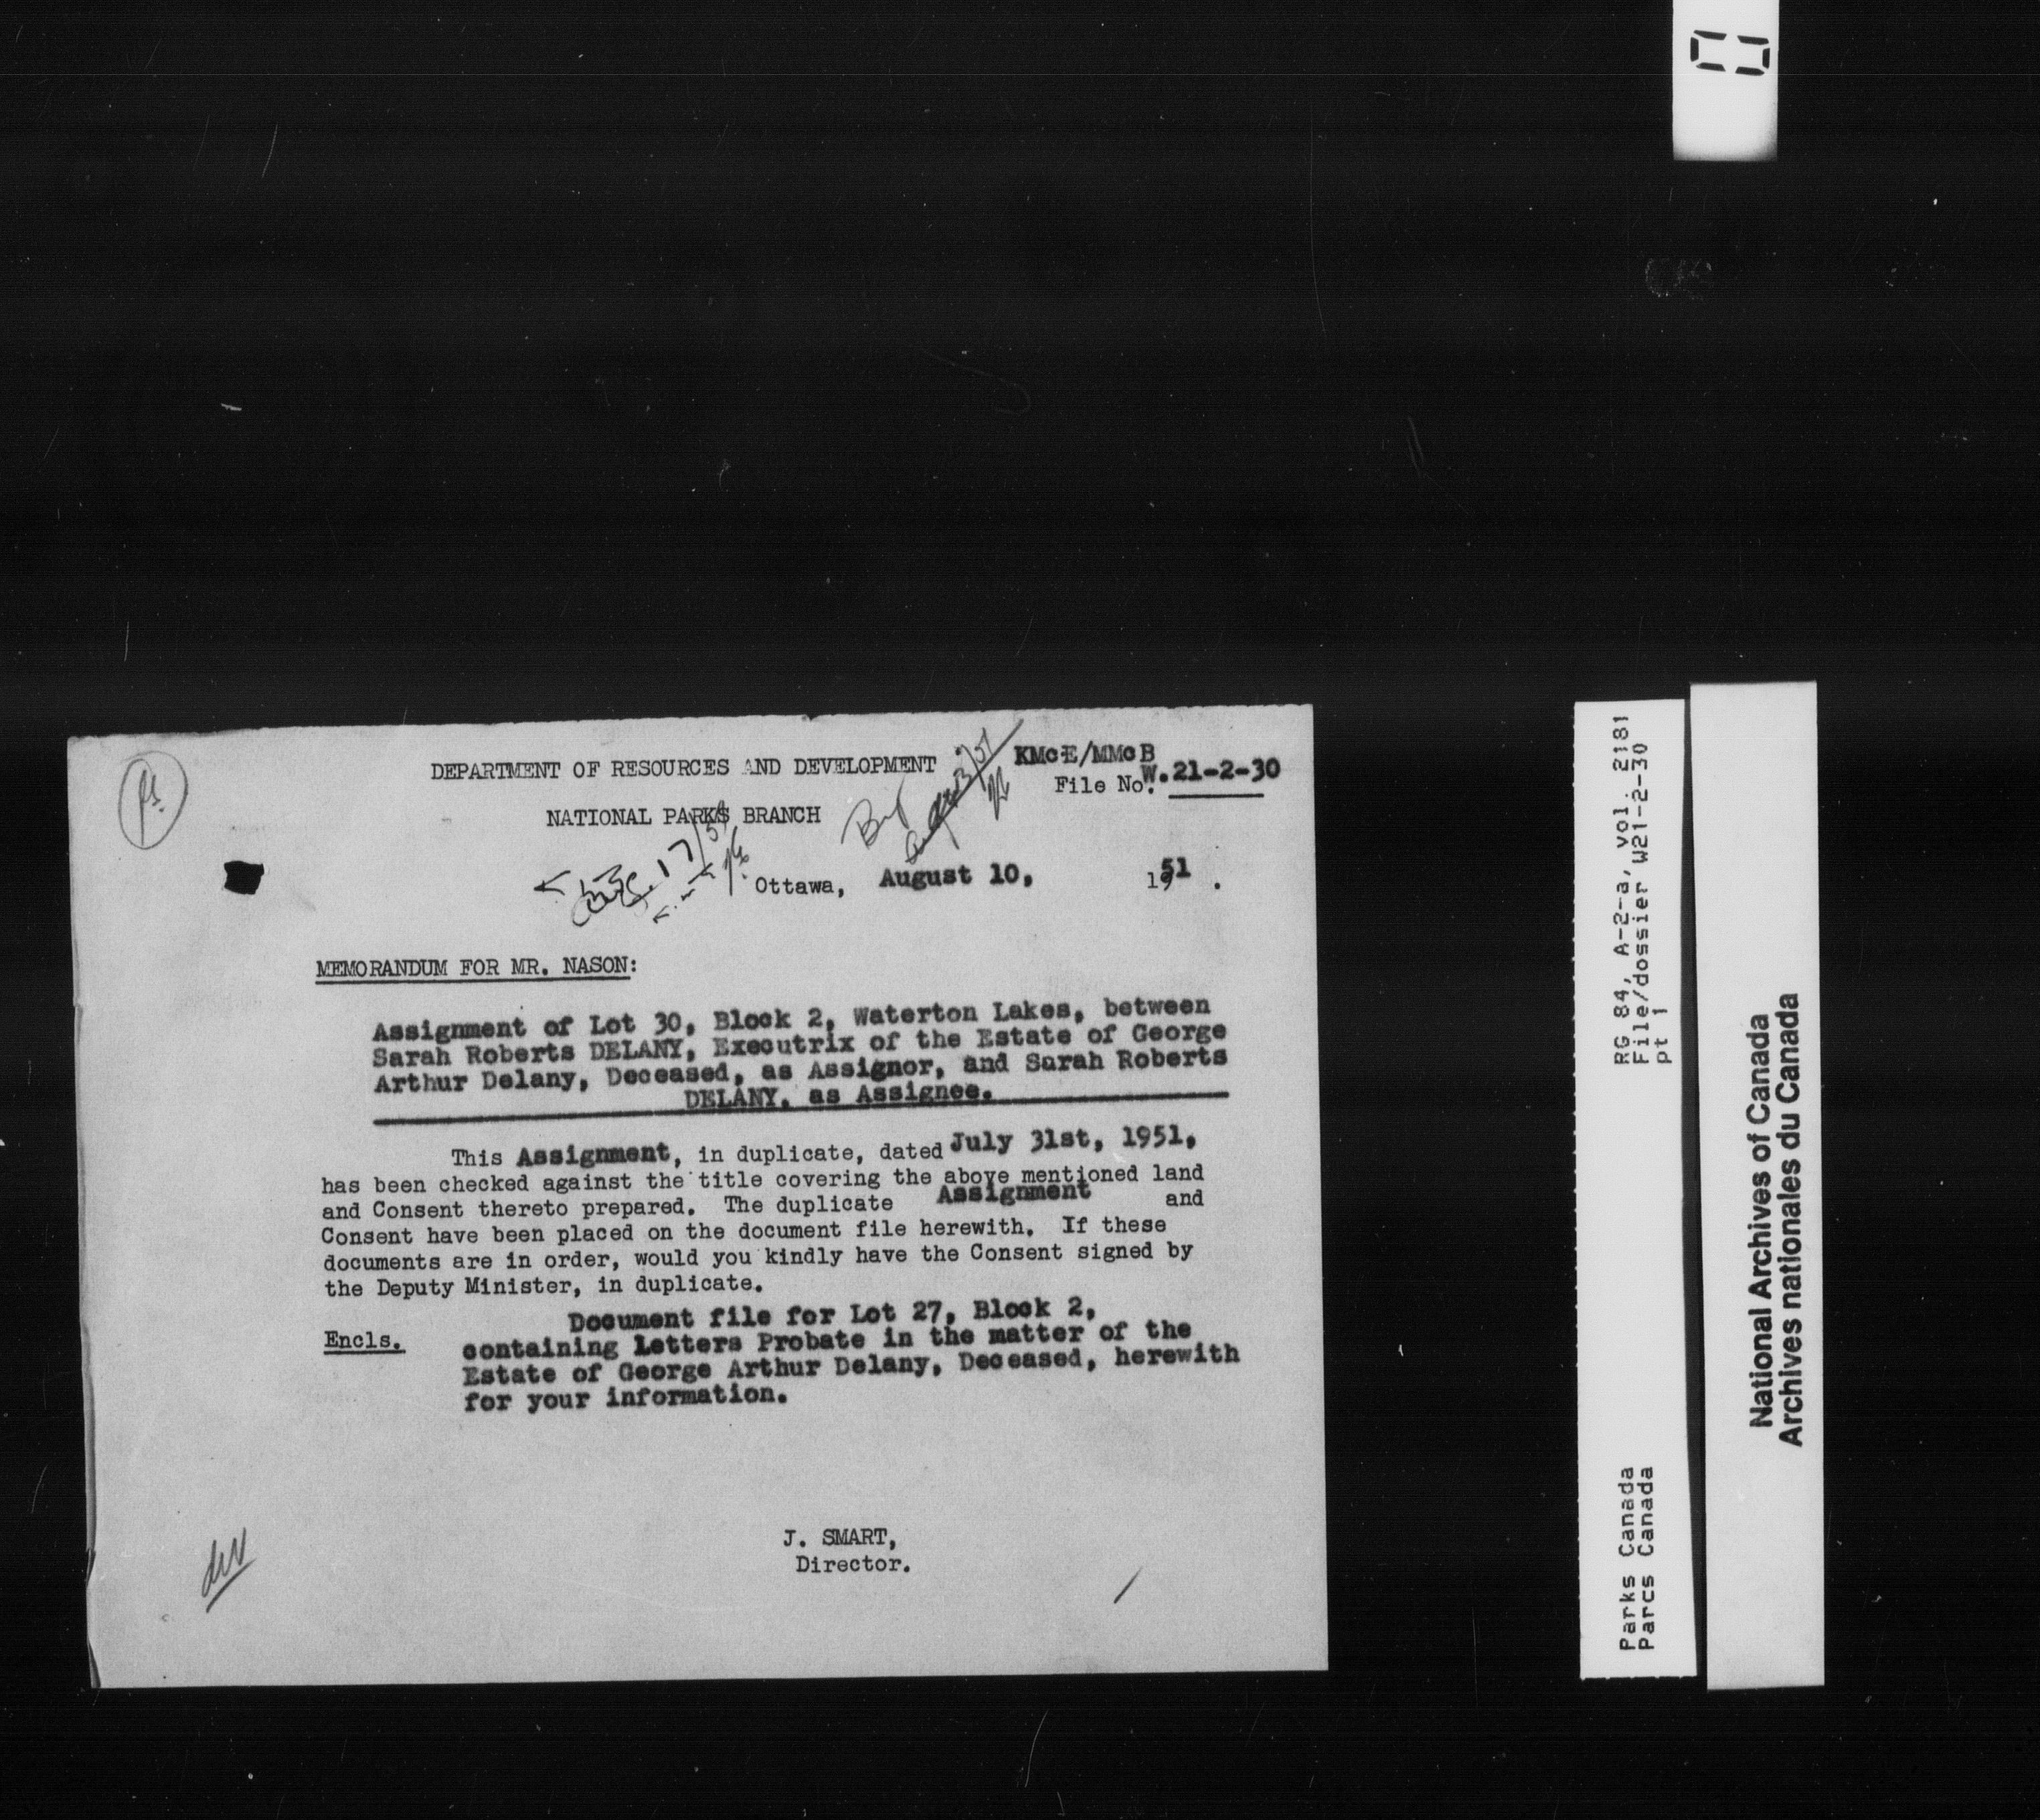 KMcE/MMcB
DEPARTMENT OF RESOURCES AND DEVELOPMENT
File No. W.21-2-30
NATIONAL PARKS BRANCH
Aug. 17/51
Ottawa, August 10, 1951.
MEMORANDUM FOR MR. NASON:
Assignment of Lot 30, Block 2, Waterton Lakes, between
Sarah Roberts DELANY, Executrix of the Estate of George
Arthur Delany, Deceased, as Assignor, and Sarah Roberts
DELANY, as Assignee.
This Assignment, in duplicate, dated July 31st, 1951,
has been checked against the title covering the above mentioned land
and Consent thereto prepared. The duplicate Assignment and
Consent have been placed on the document file herewith. If these
documents are in order, would you kindly have the Consent signed by
the Deputy Minister, in duplicate.
Document file for Lot 27, Block 2,
Encls. containing Letters Probate in the matter of the
Estate of George Arthur Delany, Deceased, herewith
for your information.
J. SMART,
Director.
RG 84, A-2-a, vol. 2181
File/dossier W21-2-30
pt 1
Parks Canada
Parcs Canada
National Archives of Canada
Archives nationales du Canada